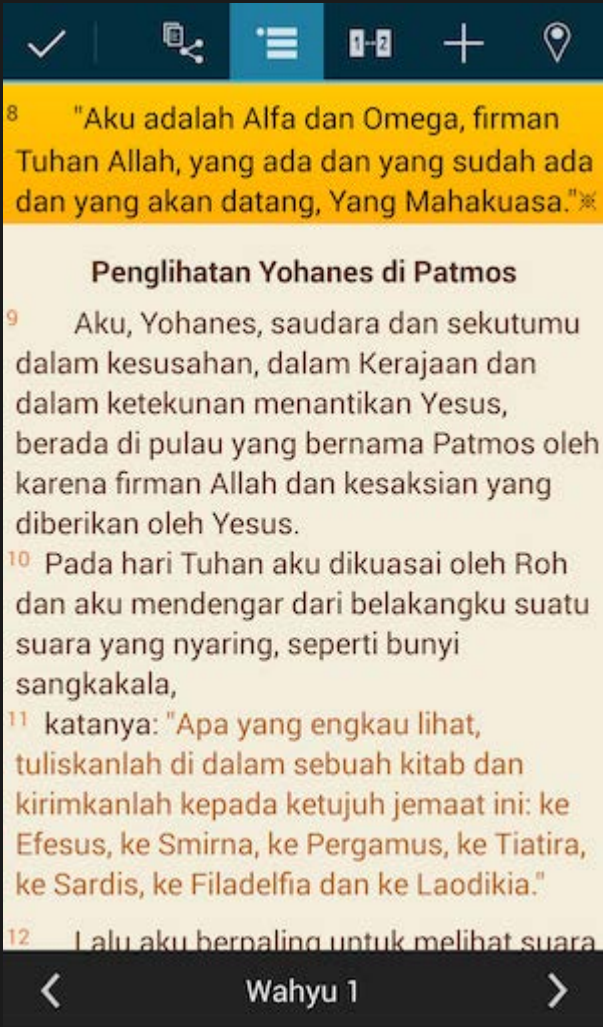 1↔2
8 "Aku adalah Alfa dan Omega, firman
Tuhan Allah, yang ada dan yang sudah ada
dan yang akan datang, Yang Mahakuasa."※
Penglihatan Yohanes di Patmos
9 Aku, Yohanes, saudara dan sekutumu
dalam kesusahan, dalam Kerajaan dan
dalam ketekunan menantikan Yesus,
berada di pulau yang bernama Patmos oleh
karena firman Allah dan kesaksian yang
diberikan oleh Yesus.
10 Pada hari Tuhan aku dikuasai oleh Roh
dan aku mendengar dari belakangku suatu
suara yang nyaring, seperti bunyi
sangkakala,
11 katanya: "Apa yang engkau lihat,
tuliskanlah di dalam sebuah kitab dan
kirimkanlah kepada ketujuh jemaat ini: ke
Efesus, ke Smirna, ke Pergamus, ke Tiatira,
ke Sardis, ke Filadelfia dan ke Laodikia."
12 Lalu aku berpaling untuk melihat suara
Wahyu 1